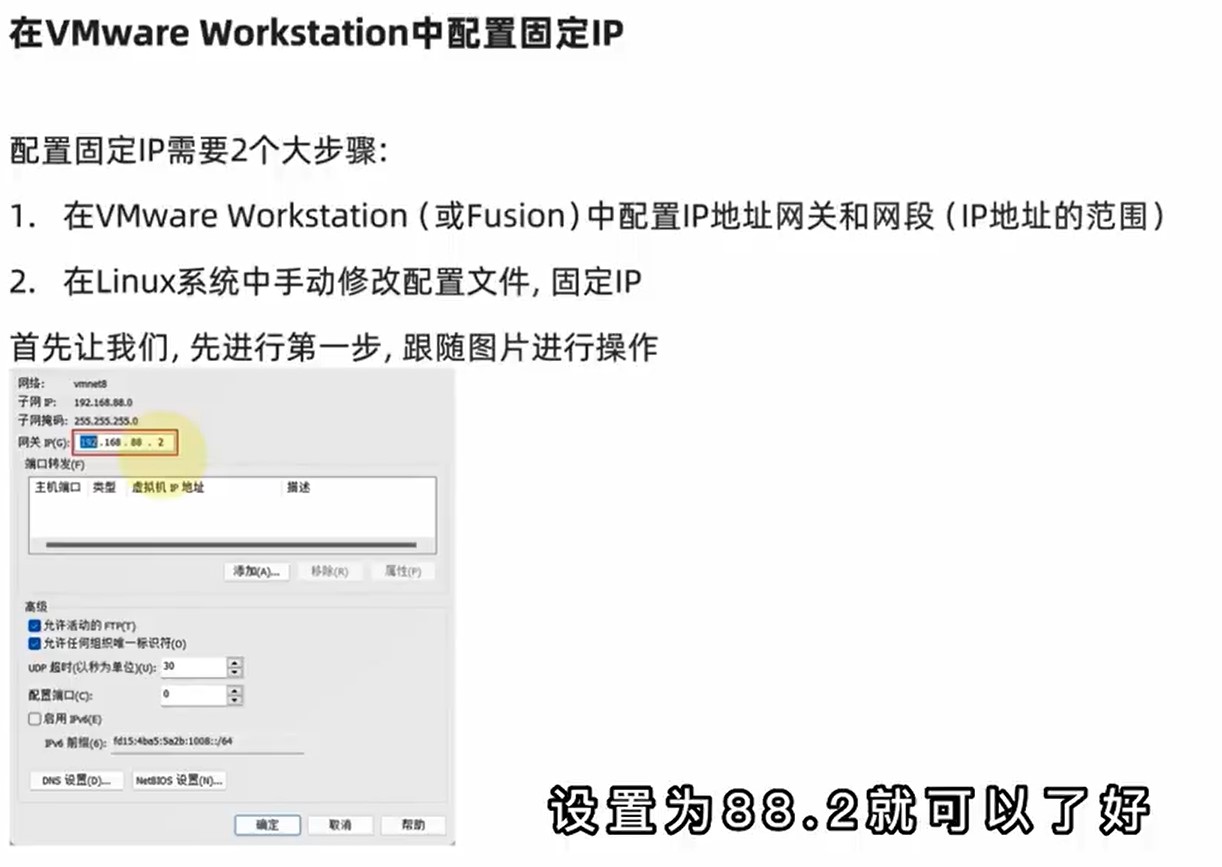 在VMware Workstation中配置固定IP
配置固定IP需要2个大步骤:
1. 在VMware Workstation（或Fusion）中配置IP地址网关和网段（IP地址的范围）
2. 在Linux系统中手动修改配置文件, 固定IP
首先让我们, 先进行第一步, 跟随图片进行操作
网络: vmnet8
子网 IP: 192.168.88.0
子网掩码: 255.255.255.0
网关 IP(G): 192.168.88.2
端口转发(F)
主机端口 类型 虚拟机 IP 地址 描述
添加(A)... 移除(R) 属性(P)
高级
允许活动的 FTP(T)
允许任何组织唯一标识符(O)
UDP 超时(以秒为单位)(U): 30
配置端口(C): 0
启用 IPv6(E)
IPv6 前缀(6): fd15:4ba5:5a2b:1008::/64
DNS 设置(D)... NetBIOS 设置(N)...
确定 取消 帮助
设置为88.2就可以了好